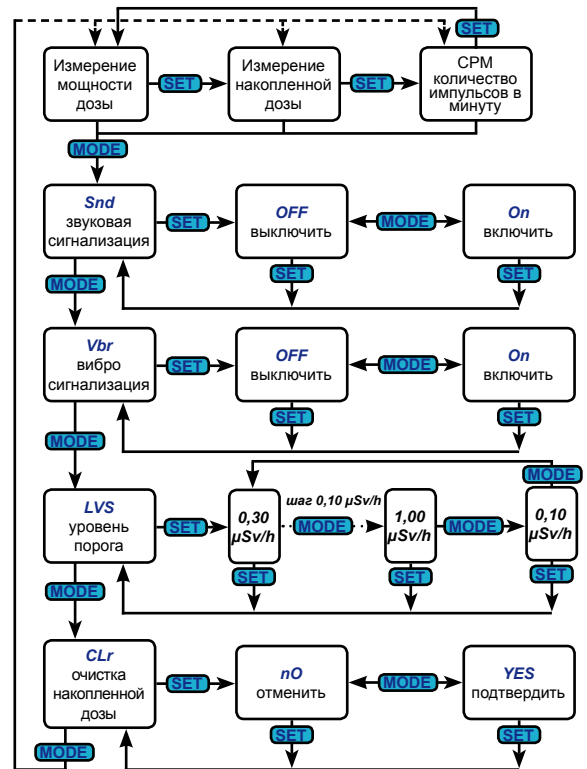 SET
Измерение
мощности
дозы
SET
Измерение
накопленной
дозы
SET
CPM
количество
импульсов в
минуту
MODE
Snd
звуковая
сигнализация
SET
OFF
выключить
MODE
On
включить
SET
SET
MODE
Vbr
вибро
сигнализация
SET
OFF
выключить
MODE
On
включить
SET
SET
MODE
MODE
LVS
уровень
порога
SET
0,30
µSv/h
шаг 0,10 µSv/h
MODE
1,00
µSv/h
MODE
0,10
µSv/h
SET
SET
SET
MODE
CLr
очистка
накопленной
дозы
SET
nO
отменить
MODE
YES
подтвердить
MODE
SET
SET